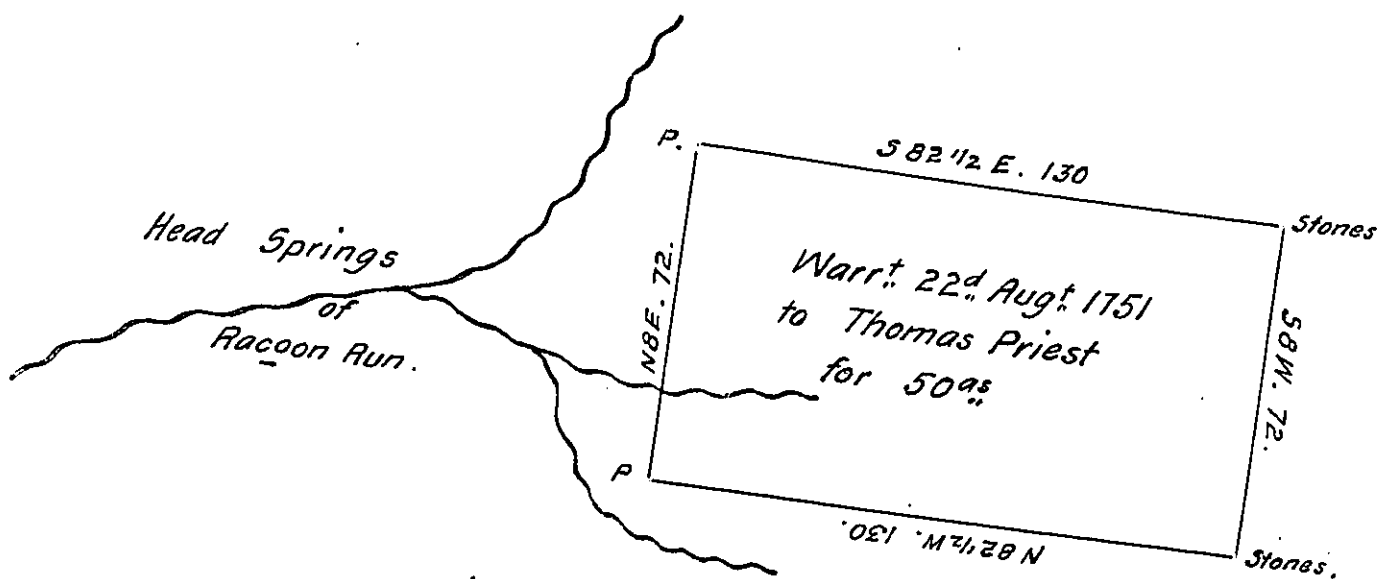 P.
S 82 1/2 E. 130
Stones
Head Springs
of
Racoon Run.
N8E. 72.
Warrt 22d Augt 1751
to Thomas Priest
for 50as
S8W. 72.
P
N 82 1/2 W. 130.
Stones.